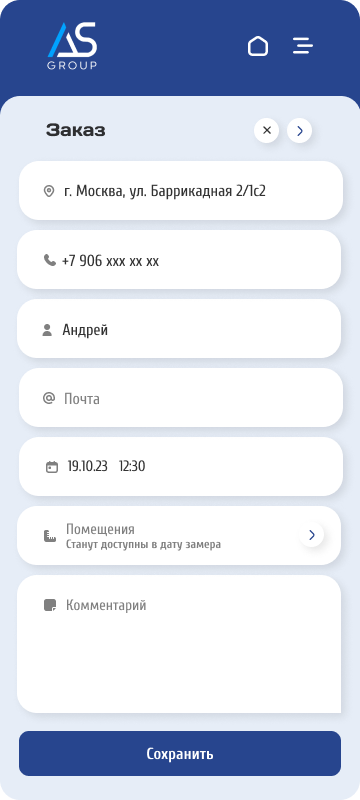 AS
GROUP
Заказ
г. Москва, ул. Баррикадная 2/1с2
+7 906 xxx xx xx
Андрей
Почта
19.10.23 12:30
Помещения
Станут доступны в дату замера
Комментарий
Сохранить